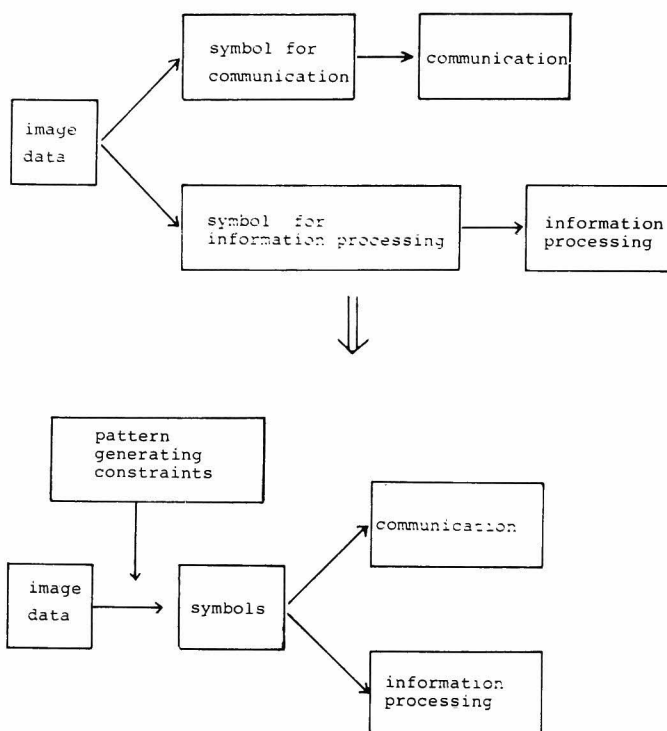 symbol for
communication
communication
image
data
symbol for
information processing
information
processing
pattern
generating
constraints
communication
image
data
symbols
information
processing